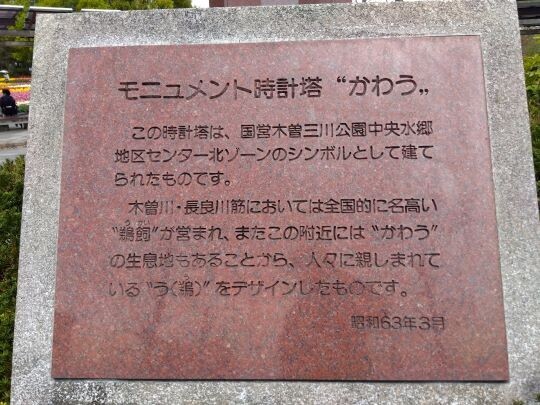 モニュメント時計塔 “かわう„
この時計塔は、国営木曽三川公園中央水郷
地区センター北ゾーンのシンボルとして建て
られたものです。
木曽川・長良川筋においては全国的に名高い
“鵜飼”が営まれ、またこの附近には“かわう”
の生息地もあることから、人々に親しまれて
いる“う(鵜)”をデザインしたものです。
昭和63年3月